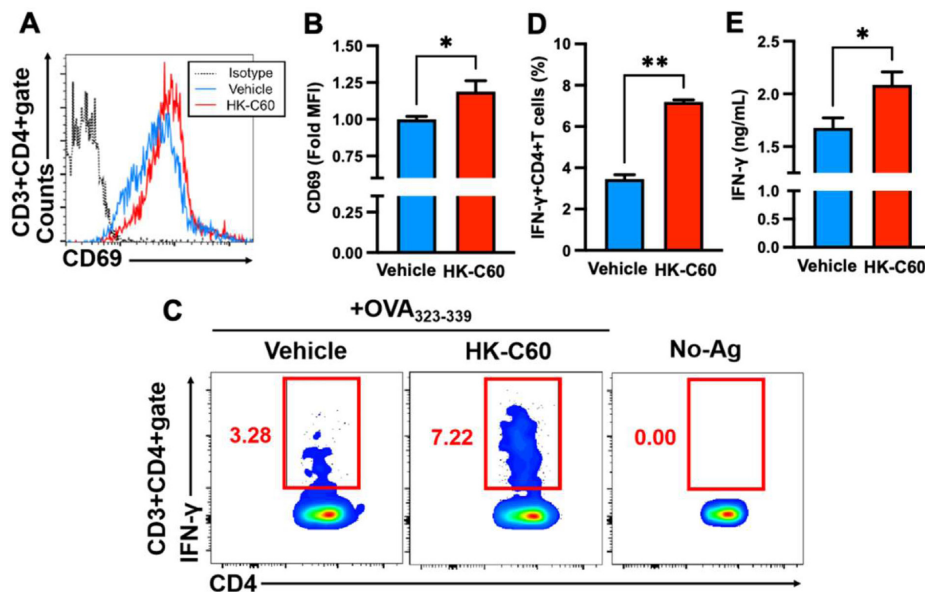 A
CD3+CD4+gate
Counts
Isotype
Vehicle
HK-C60
CD69
B
CD69 (Fold MFI)
1.50
1.25
1.00
0.75
0.25
0.00
*
Vehicle HK-C60
D
IFN-γ+CD4+T cells (%)
10
8
6
4
2
0
**
Vehicle HK-C60
E
IFN-γ (ng/mL)
2.5
2.0
1.5
1.0
0.5
0.0
*
Vehicle HK-C60
C
+OVA323-339
Vehicle
HK-C60
No-Ag
CD3+CD4+gate
IFN-γ
3.28
7.22
0.00
CD4